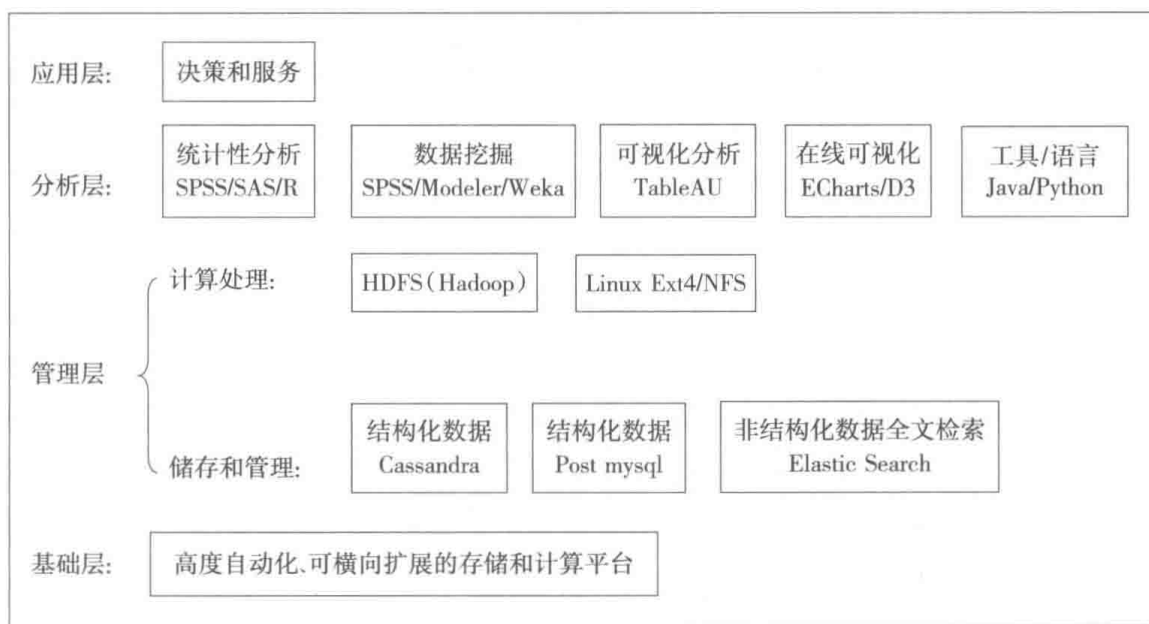 应用层:
决策和服务
分析层:
统计性分析
SPSS/SAS/R
数据挖掘
SPSS/Modeler/Weka
可视化分析
TableAU
在线可视化
ECharts/D3
工具/语言
Java/Python
管理层
计算处理:
HDFS(Hadoop)
Linux Ext4/NFS
储存和管理:
结构化数据
Cassandra
结构化数据
Post mysql
非结构化数据全文检索
Elastic Search
基础层:
高度自动化、可横向扩展的存储和计算平台